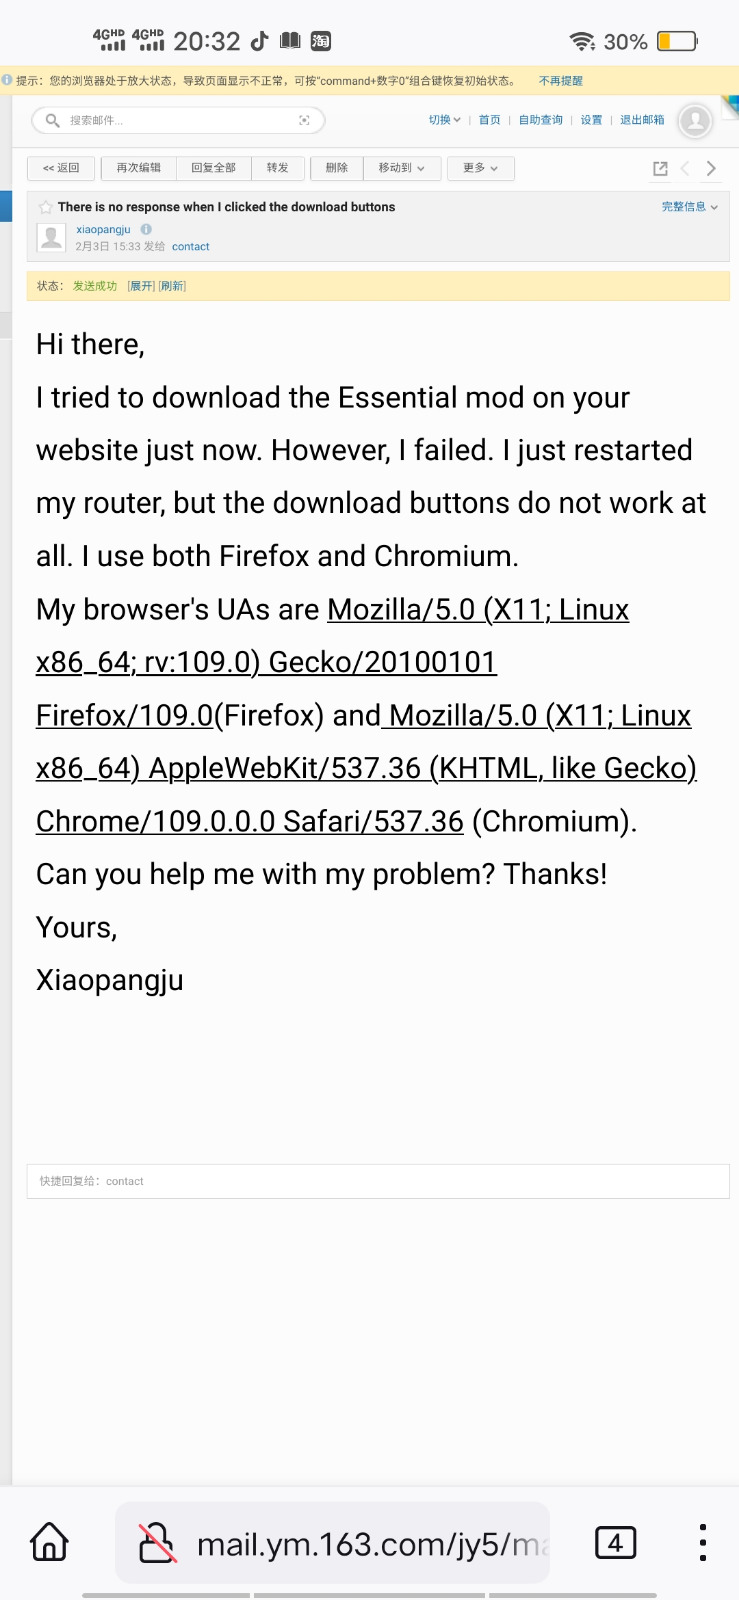 4GHD 4GHD 20:32 淘 30%
提示：您的浏览器处于放大状态，导致页面显示不正常，可按"command+数字0"组合键恢复初始状态。 不再提醒
搜索邮件... 切换 | 首页 | 自助查询 | 设置 | 退出邮箱
<< 返回 再次编辑 回复全部 转发 删除 移动到 更多
There is no response when I clicked the download buttons 完整信息
xiaopangju
2月3日 15:33 发给 contact
状态： 发送成功 [展开] [刷新]
Hi there,
I tried to download the Essential mod on your
website just now. However, I failed. I just restarted
my router, but the download buttons do not work at
all. I use both Firefox and Chromium.
My browser's UAs are Mozilla/5.0 (X11; Linux
x86_64; rv:109.0) Gecko/20100101
Firefox/109.0(Firefox) and Mozilla/5.0 (X11; Linux
x86_64) AppleWebKit/537.36 (KHTML, like Gecko)
Chrome/109.0.0.0 Safari/537.36 (Chromium).
Can you help me with my problem? Thanks!
Yours,
Xiaopangju
快捷回复给：contact
mail.ym.163.com/jy5/ma 4